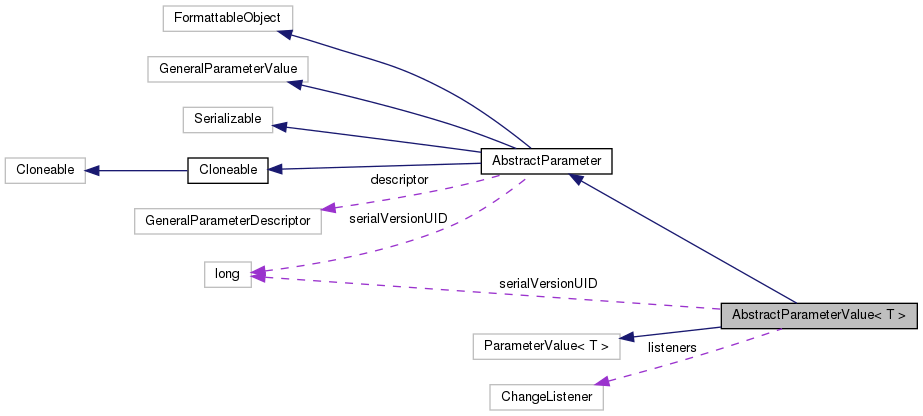 FormattableObject
GeneralParameterValue
Serializable
AbstractParameter
Cloneable
Cloneable
descriptor
GeneralParameterDescriptor
serialVersionUID
long
serialVersionUID
AbstractParameterValue< T >
ParameterValue< T >
listeners
ChangeListener